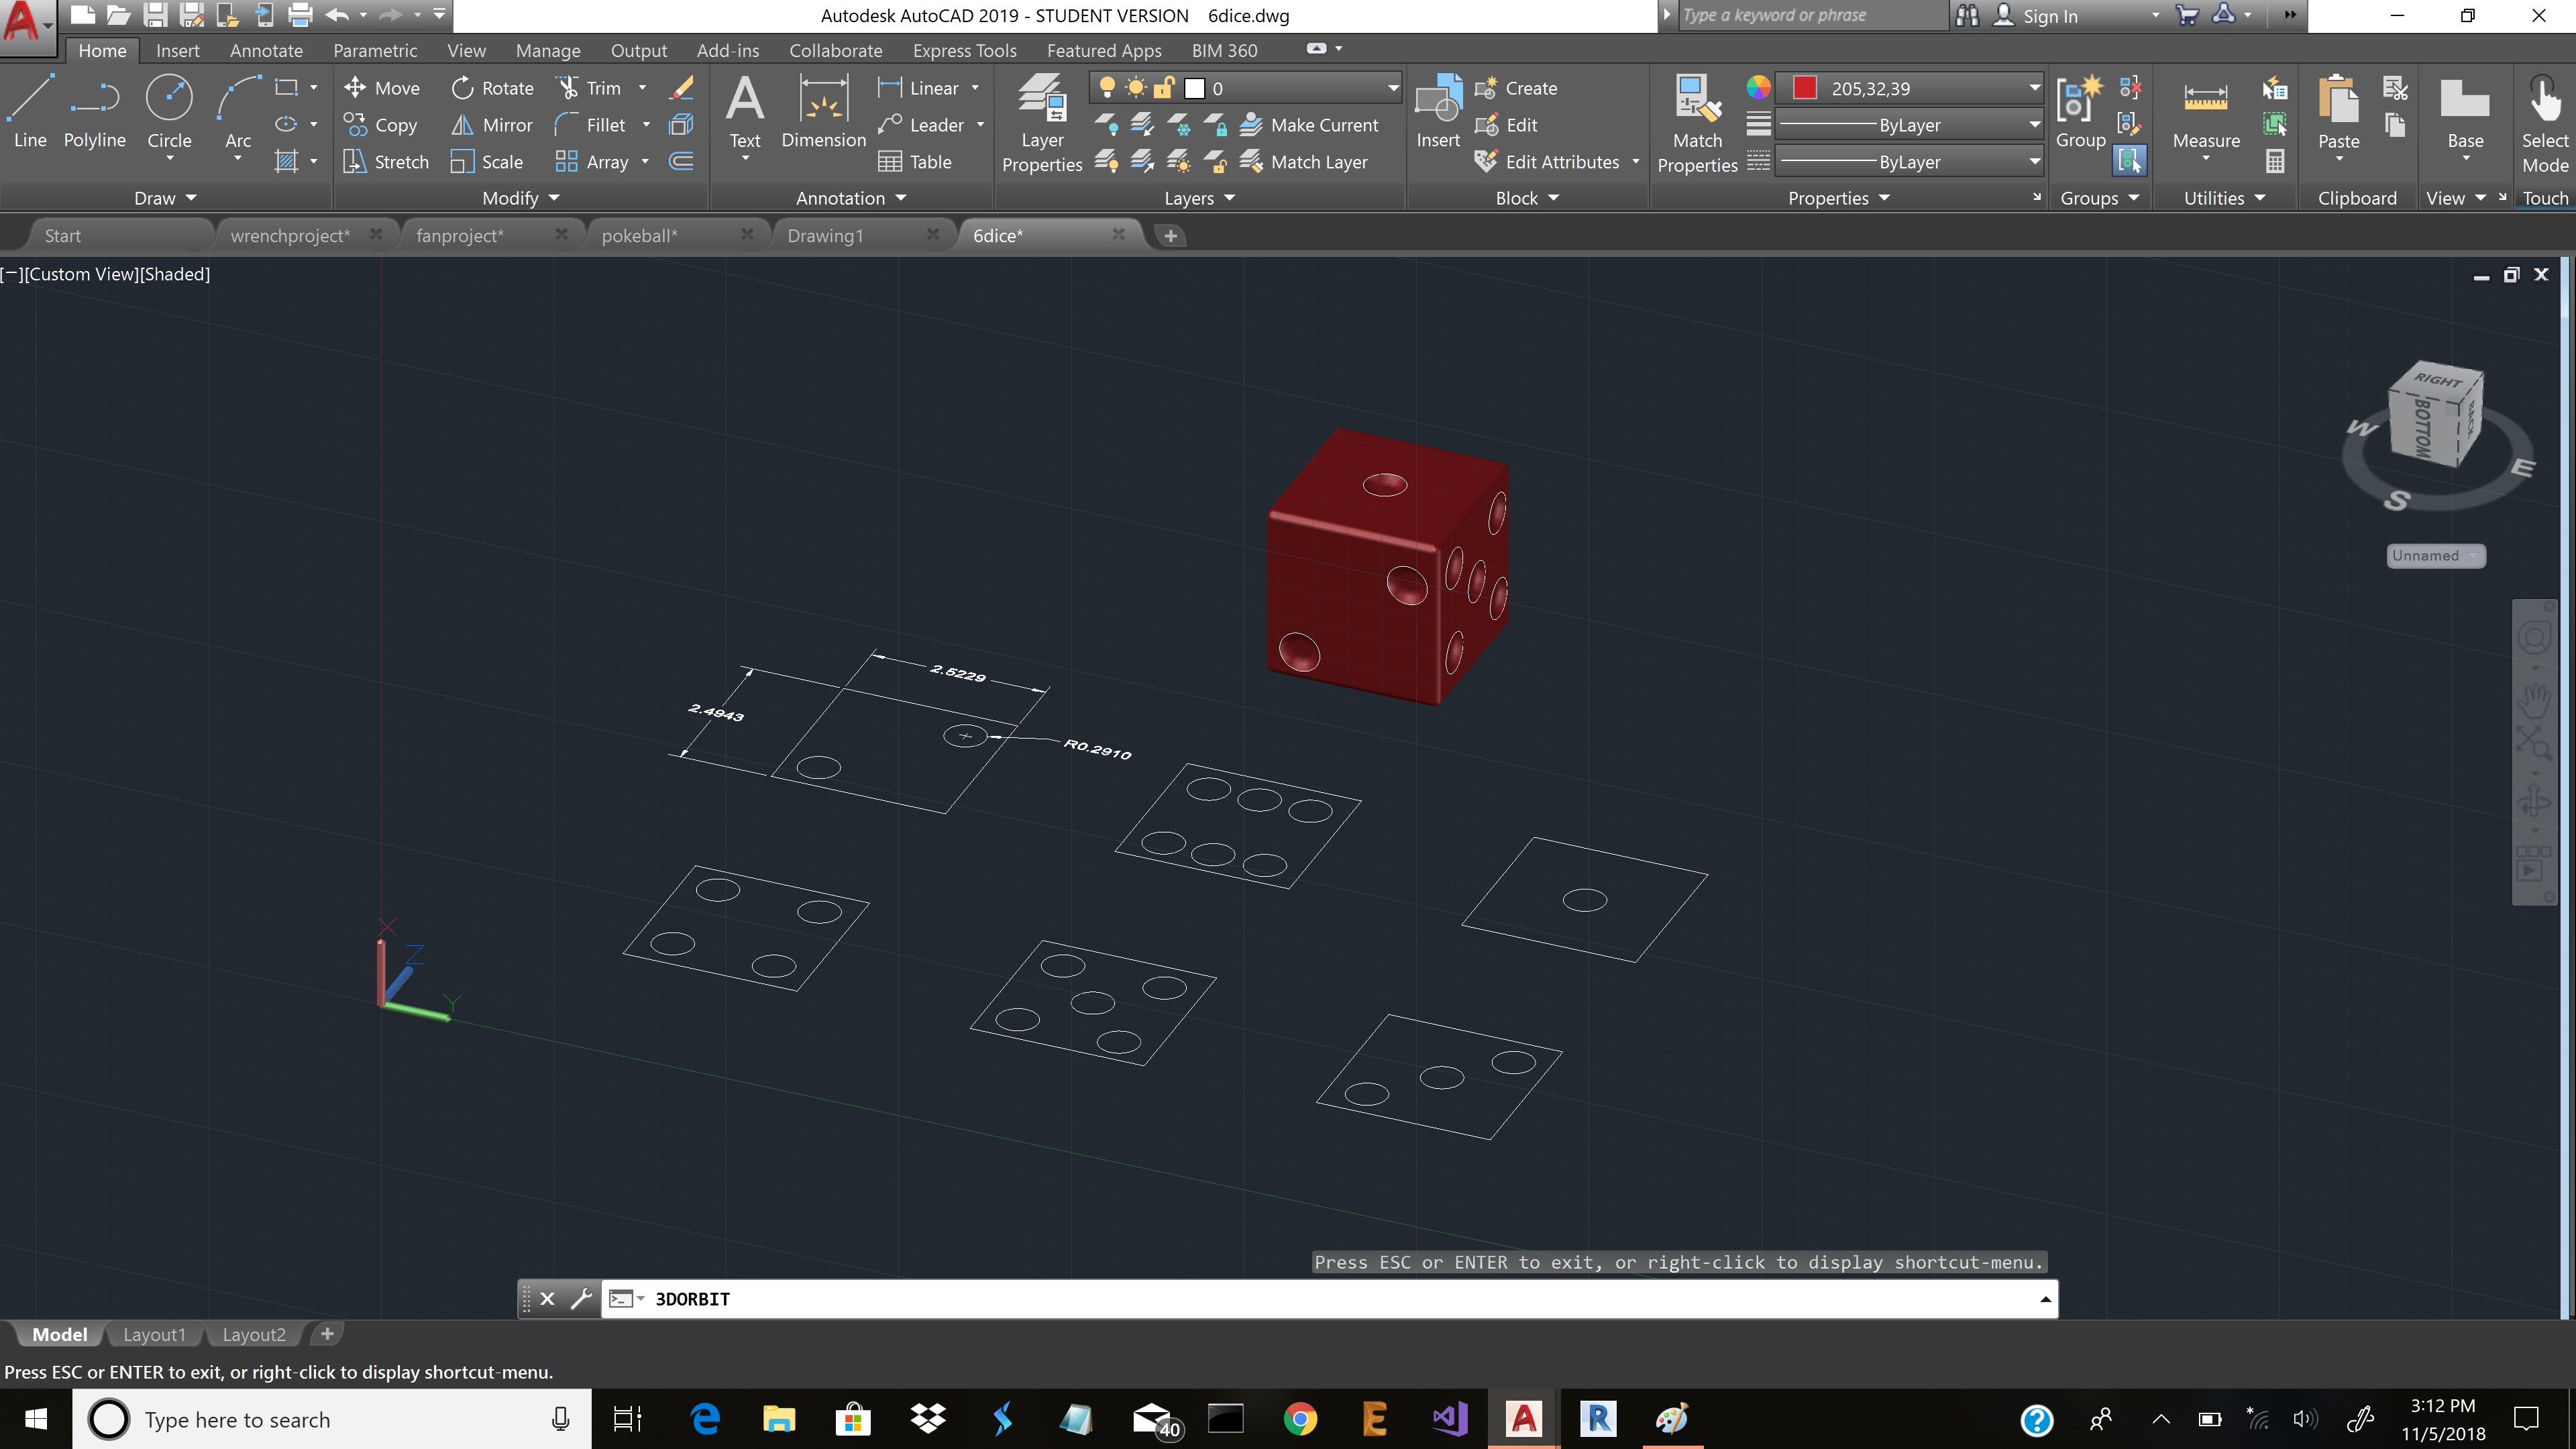 Autodesk AutoCAD 2019 - STUDENT VERSION 6dice.dwg
Type a keyword or phrase
Sign In
Home Insert Annotate Parametric View Manage Output Add-ins Collaborate Express Tools Featured Apps BIM 360
Line Polyline Circle Arc
Move Rotate Trim
Copy Mirror Fillet
Stretch Scale Array
Text Dimension
Linear
Leader
Table
Layer Properties
0
Make Current
Match Layer
Insert
Create
Edit
Edit Attributes
Match Properties
205,32,39
ByLayer
ByLayer
Group
Measure
Paste
Base
Select Mode
Draw Modify Annotation Layers Block Properties Groups Utilities Clipboard View Touch
Start wrenchproject* fanproject* pokeball* Drawing1 6dice*
[−][Custom View][Shaded]
RIGHT
BOTTOM
W
E
S
Unnamed
2.5229
2.4943
R0.2910
X
Z
Y
Press ESC or ENTER to exit, or right-click to display shortcut-menu.
3DORBIT
Model Layout1 Layout2
Press ESC or ENTER to exit, or right-click to display shortcut-menu.
Type here to search
40
3:12 PM
11/5/2018